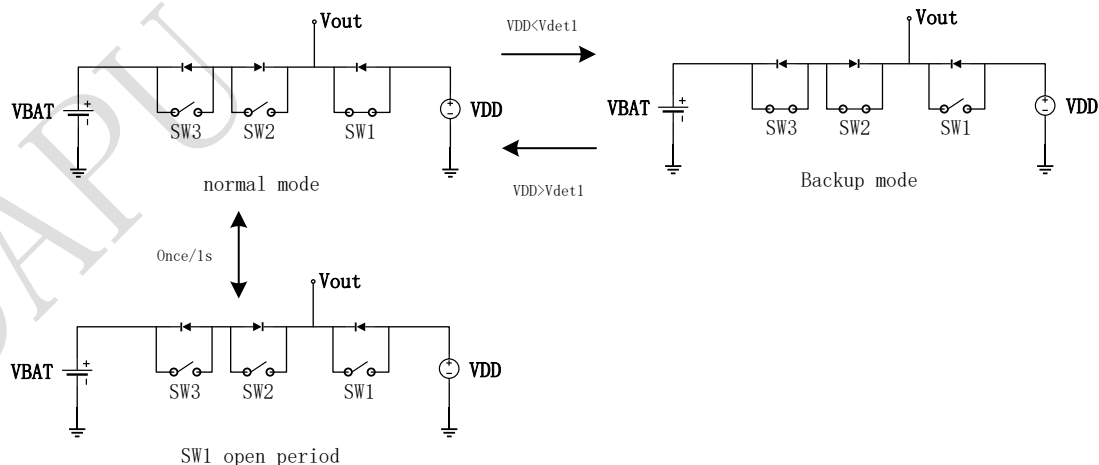 Vout
VDD<Vdet1
Vout
VBAT
+
-
SW3
SW2
SW1
+
-
VDD
VBAT
+
-
SW3
SW2
SW1
+
-
VDD
normal mode
VDD>Vdet1
Backup mode
Once/1s
Vout
VBAT
+
-
SW3
SW2
SW1
+
-
VDD
SW1 open period
DAPU